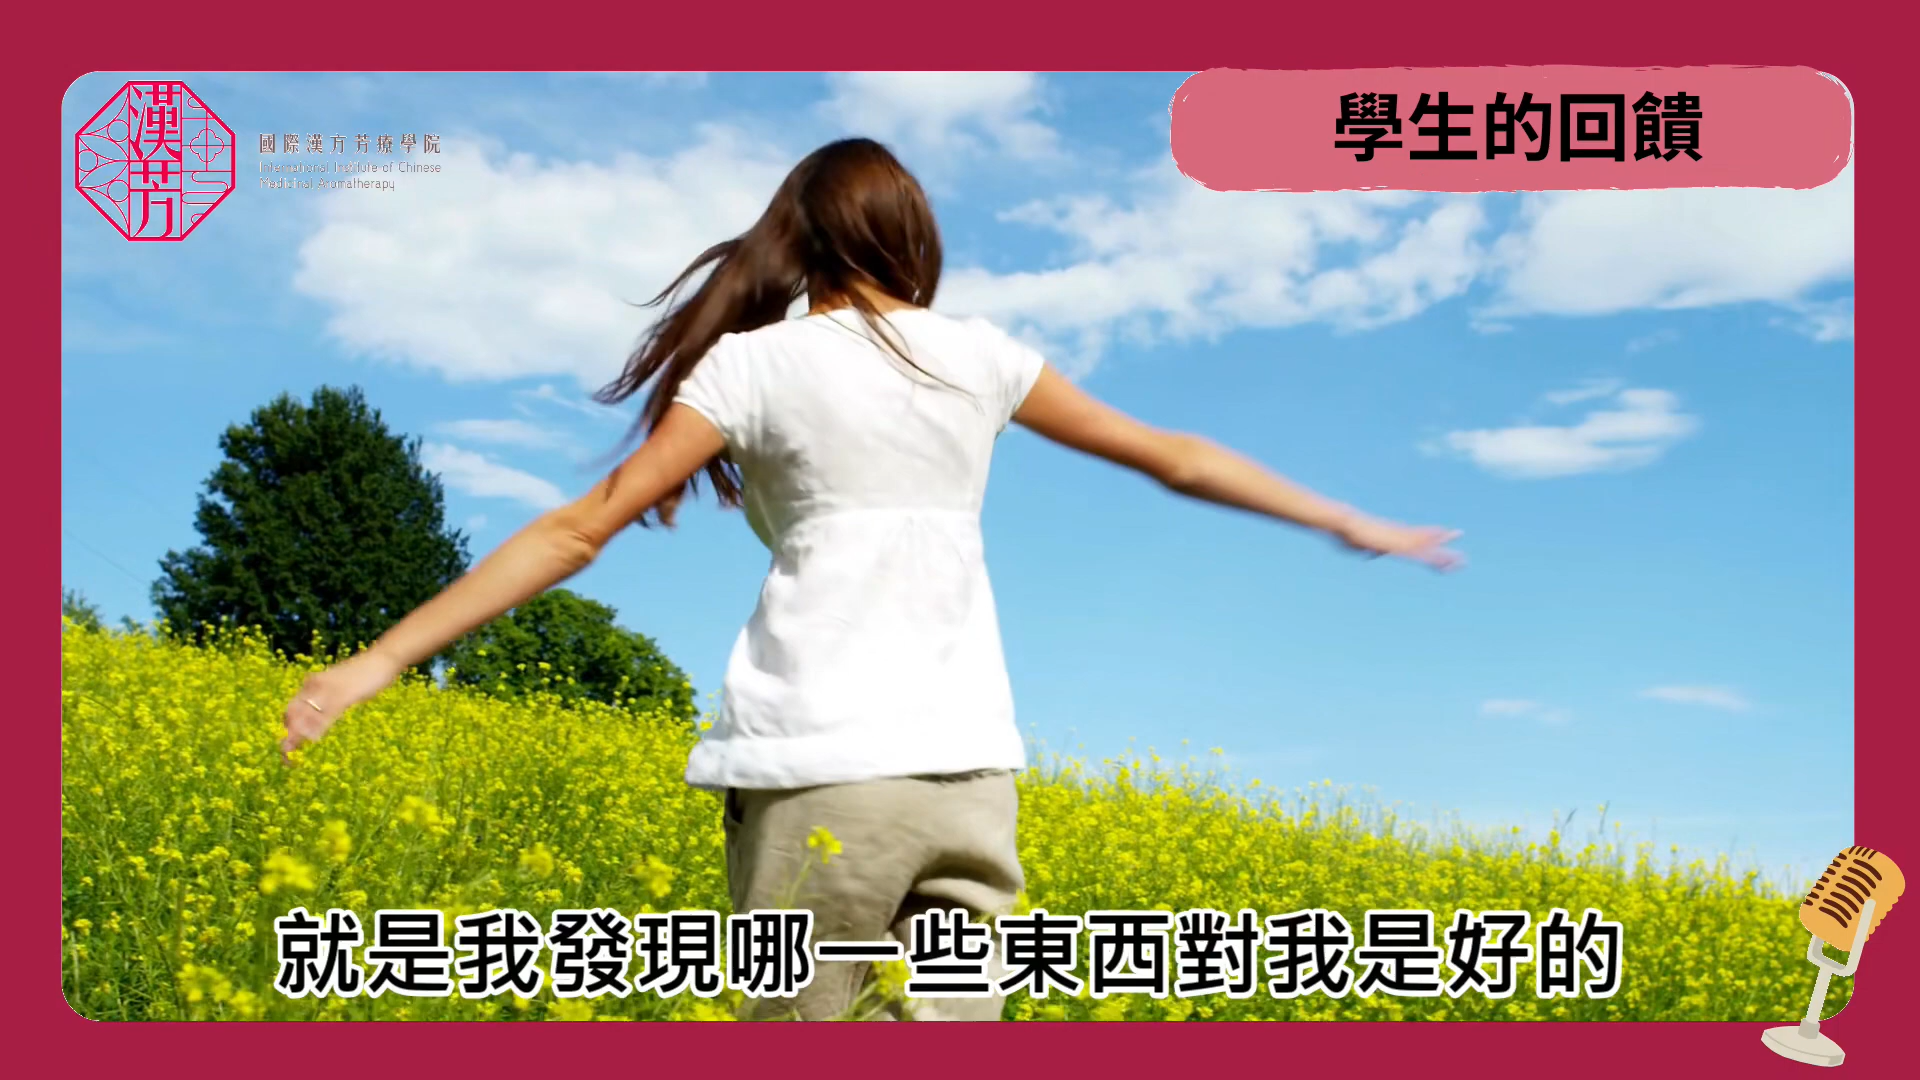 漢芳
國際漢方芳療學院
International Institute of Chinese
Medicinal Aromatherapy
學生的回饋
就是我發現哪一些東西對我是好的